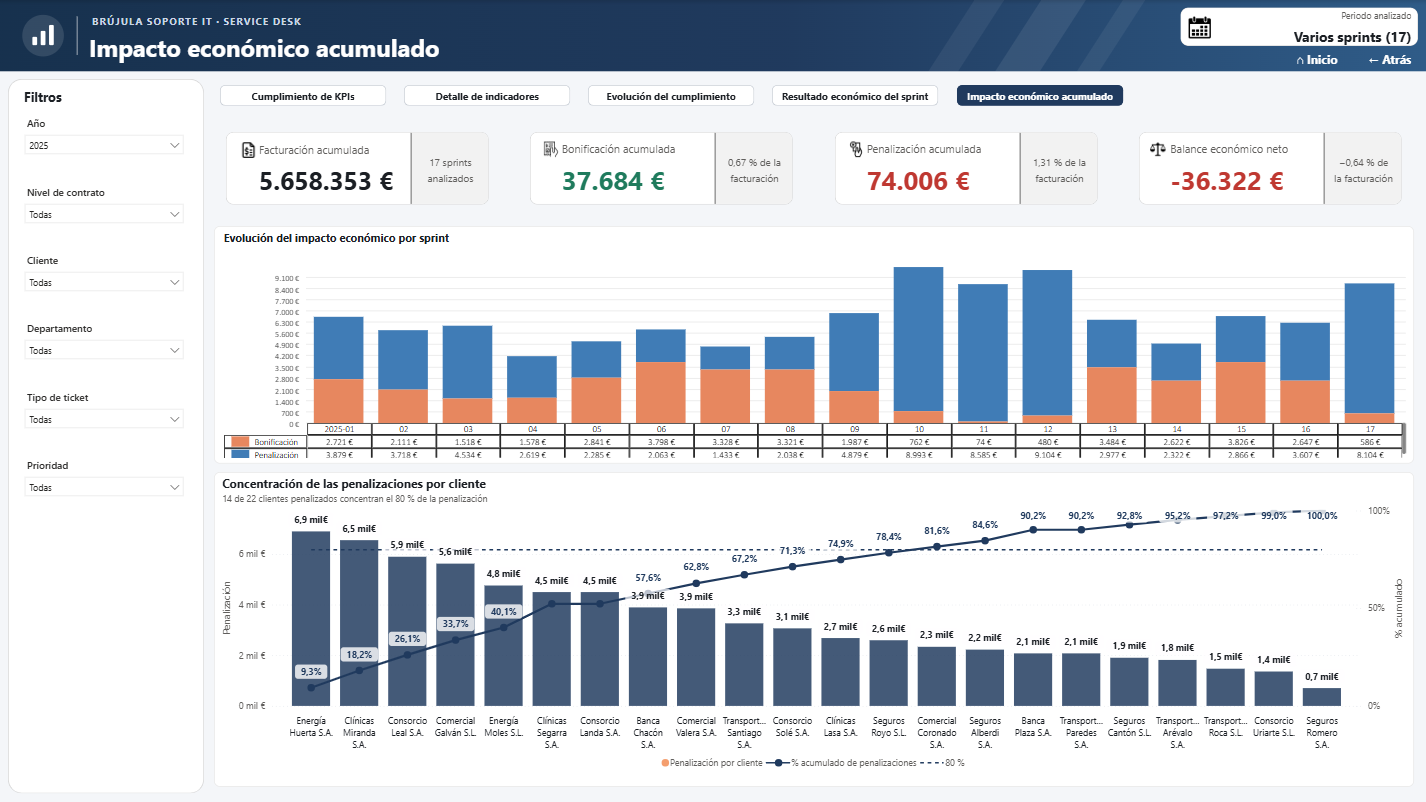 BRÚJULA SOPORTE IT · SERVICE DESK
Impacto económico acumulado
Periodo analizado
Varios sprints (17)
⌂ Inicio
← Atrás
Filtros
Año
2025
Nivel de contrato
Todas
Cliente
Todas
Departamento
Todas
Tipo de ticket
Todas
Prioridad
Todas
Cumplimiento de KPIs
Detalle de indicadores
Evolución del cumplimiento
Resultado económico del sprint
Impacto económico acumulado
Facturación acumulada
5.658.353 €
17 sprints
analizados
Bonificación acumulada
37.684 €
0,67 % de la
facturación
Penalización acumulada
74.006 €
1,31 % de la
facturación
Balance económico neto
-36.322 €
−0,64 % de
la facturación
Evolución del impacto económico por sprint
9.100 €
8.400 €
7.700 €
7.000 €
6.300 €
5.600 €
4.900 €
4.200 €
3.500 €
2.800 €
2.100 €
1.400 €
700 €
0 €
2025-01 02 03 04 05 06 07 08 09 10 11 12 13 14 15 16 17
Bonificación 2.721 € 2.111 € 1.518 € 1.578 € 2.841 € 3.798 € 3.328 € 3.321 € 1.987 € 762 € 74 € 480 € 3.484 € 2.622 € 3.826 € 2.647 € 586 €
Penalización 3.879 € 3.718 € 4.534 € 2.619 € 2.285 € 2.063 € 1.433 € 2.038 € 4.879 € 8.993 € 8.585 € 9.104 € 2.977 € 2.322 € 2.866 € 3.607 € 8.104 €
Concentración de las penalizaciones por cliente
14 de 22 clientes penalizados concentran el 80 % de la penalización
Penalización
6 mil €
4 mil €
2 mil €
0 mil €
6,9 mil€ 6,5 mil€ 5,9 mil€ 5,6 mil€ 4,8 mil€ 4,5 mil€ 4,5 mil€ 3,9 mil€ 3,9 mil€ 3,3 mil€ 3,1 mil€ 2,7 mil€ 2,6 mil€ 2,3 mil€ 2,2 mil€ 2,1 mil€ 2,1 mil€ 1,9 mil€ 1,8 mil€ 1,5 mil€ 1,4 mil€ 0,7 mil€
9,3% 18,2% 26,1% 33,7% 40,1% 57,6% 62,8% 67,2% 71,3% 74,9% 78,4% 81,6% 84,6% 90,2% 90,2% 92,8% 95,2% 97,2% 99,0% 100,0%
100%
50%
0%
% acumulado
Energía
Huerta S.A.
Clínicas
Miranda
S.A.
Consorcio
Leal S.A.
Comercial
Galván S.L.
Energía
Moles S.L.
Clínicas
Segarra
S.A.
Consorcio
Landa S.A.
Banca
Chacón
S.A.
Comercial
Valera S.A.
Transport...
Santiago
S.A.
Consorcio
Solé S.A.
Clínicas
Lasa S.A.
Seguros
Royo S.L.
Comercial
Coronado
S.A.
Seguros
Alberdi
S.A.
Banca
Plaza S.A.
Transport...
Paredes
S.A.
Seguros
Cantón S.L.
Transport...
Arévalo
S.A.
Transport...
Roca S.L.
Consorcio
Uriarte S.L.
Seguros
Romero
S.A.
Penalización por cliente
% acumulado de penalizaciones
80 %